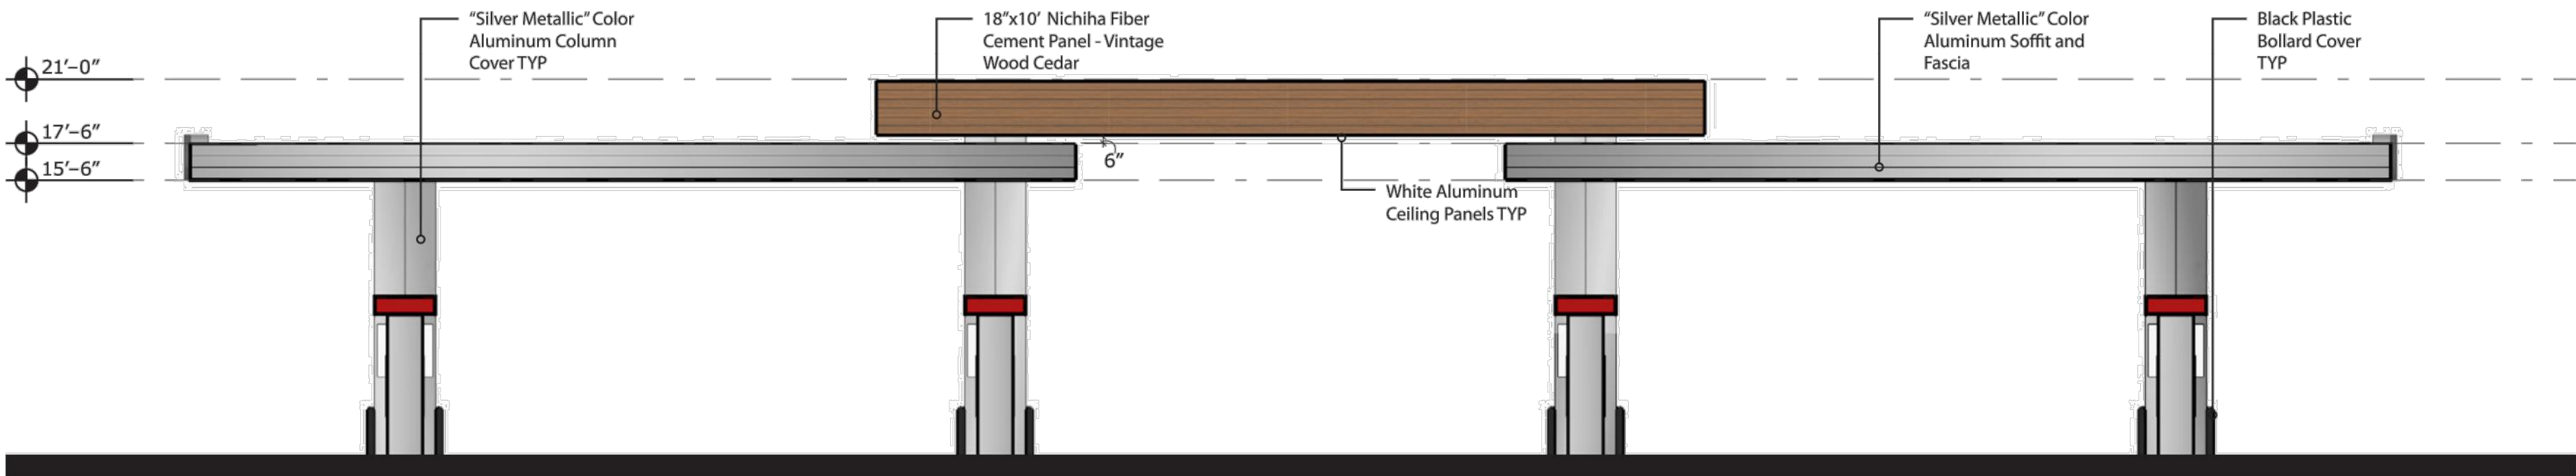 “Silver Metallic” Color
Aluminum Column
Cover TYP
18”x10’ Nichiha Fiber
Cement Panel - Vintage
Wood Cedar
“Silver Metallic” Color
Aluminum Soffit and
Fascia
Black Plastic
Bollard Cover
TYP
21’–0”
17’–6”
15’–6”
6”
White Aluminum
Ceiling Panels TYP